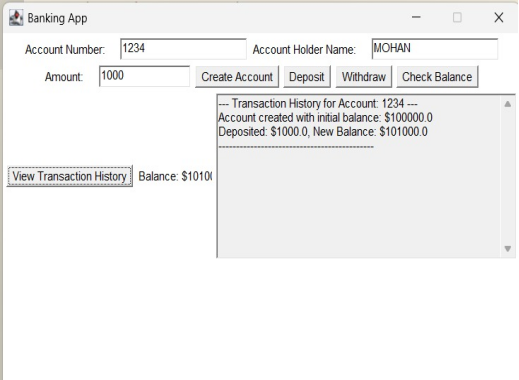 Banking App
Account Number: 1234 Account Holder Name: MOHAN
Amount: 1000 Create Account Deposit Withdraw Check Balance
--- Transaction History for Account: 1234 ---
Account created with initial balance: $100000.0
Deposited: $1000.0, New Balance: $101000.0
--------------------------------------------
View Transaction History Balance: $1010